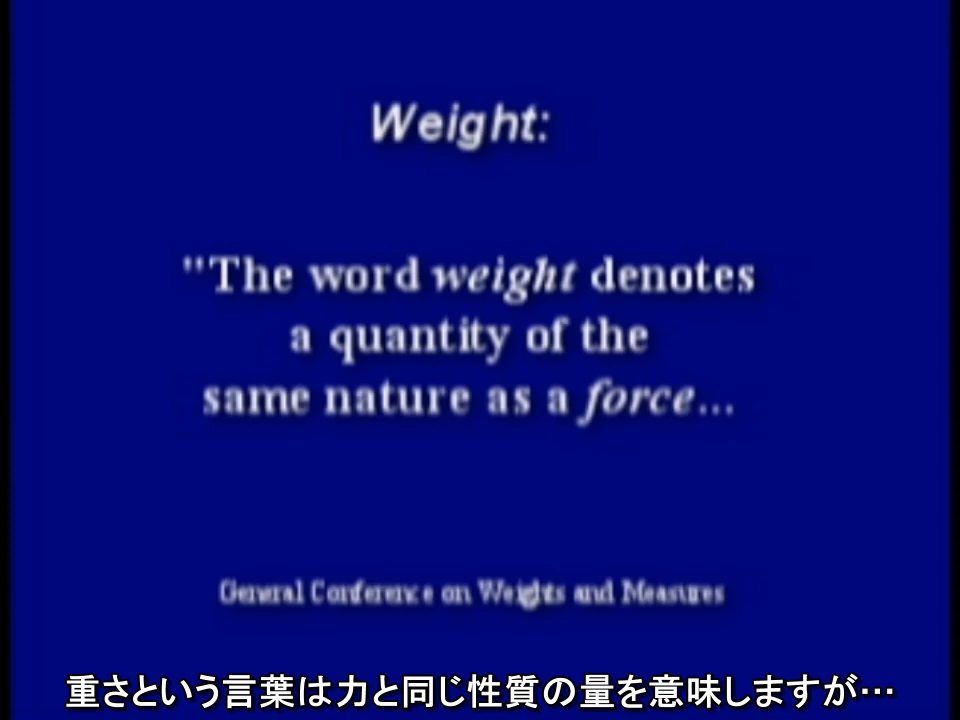 Weight:
"The word weight denotes
a quantity of the
same nature as a force...
General Conference on Weights and Measures
重さという言葉は力と同じ性質の量を意味しますが…